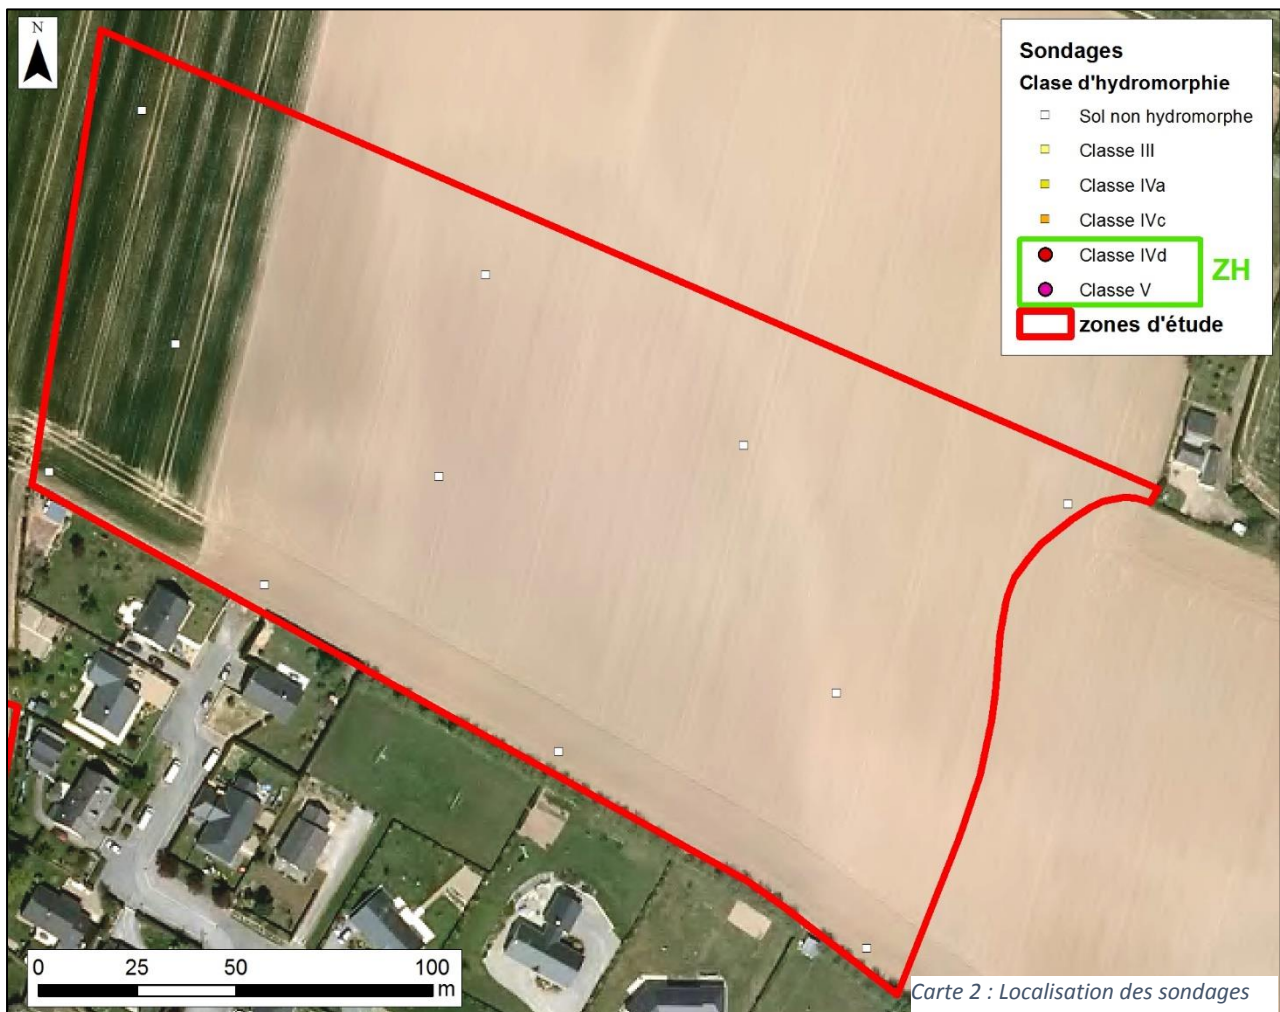 N
Sondages
Clase d'hydromorphie
Sol non hydromorphe
Classe III
Classe IVa
Classe IVc
Classe IVd
Classe V
ZH
zones d'étude
0 25 50 100
m
Carte 2 : Localisation des sondages